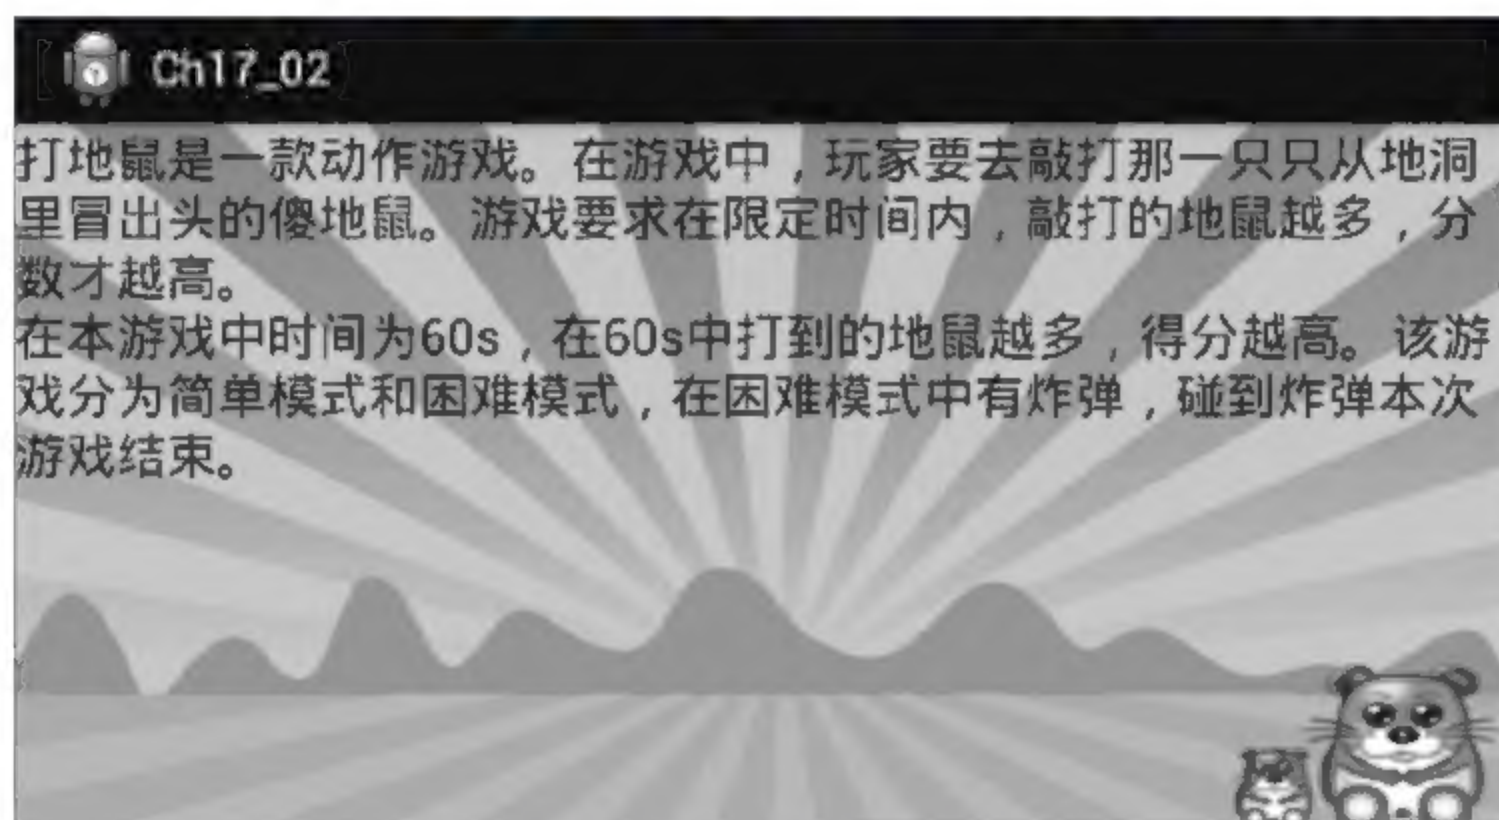 Ch17_02
打地鼠是一款动作游戏。在游戏中，玩家要去敲打那一只只从地洞
里冒出头的傻地鼠。游戏要求在限定时间内，敲打的地鼠越多，分
数才越高。
在本游戏中时间为60s，在60s中打到的地鼠越多，得分越高。该游
戏分为简单模式和困难模式，在困难模式中有炸弹，碰到炸弹本次
游戏结束。